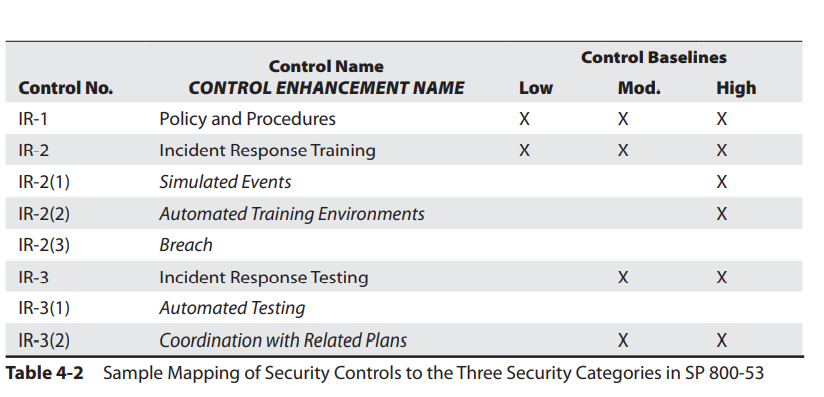 Control Baselines
Control Name
Control No. CONTROL ENHANCEMENT NAME Low Mod. High
IR-1 Policy and Procedures X X X
IR-2 Incident Response Training X X X
IR-2(1) Simulated Events X
IR-2(2) Automated Training Environments X
IR-2(3) Breach
IR-3 Incident Response Testing X X
IR-3(1) Automated Testing
IR-3(2) Coordination with Related Plans X X
Table 4-2 Sample Mapping of Security Controls to the Three Security Categories in SP 800-53